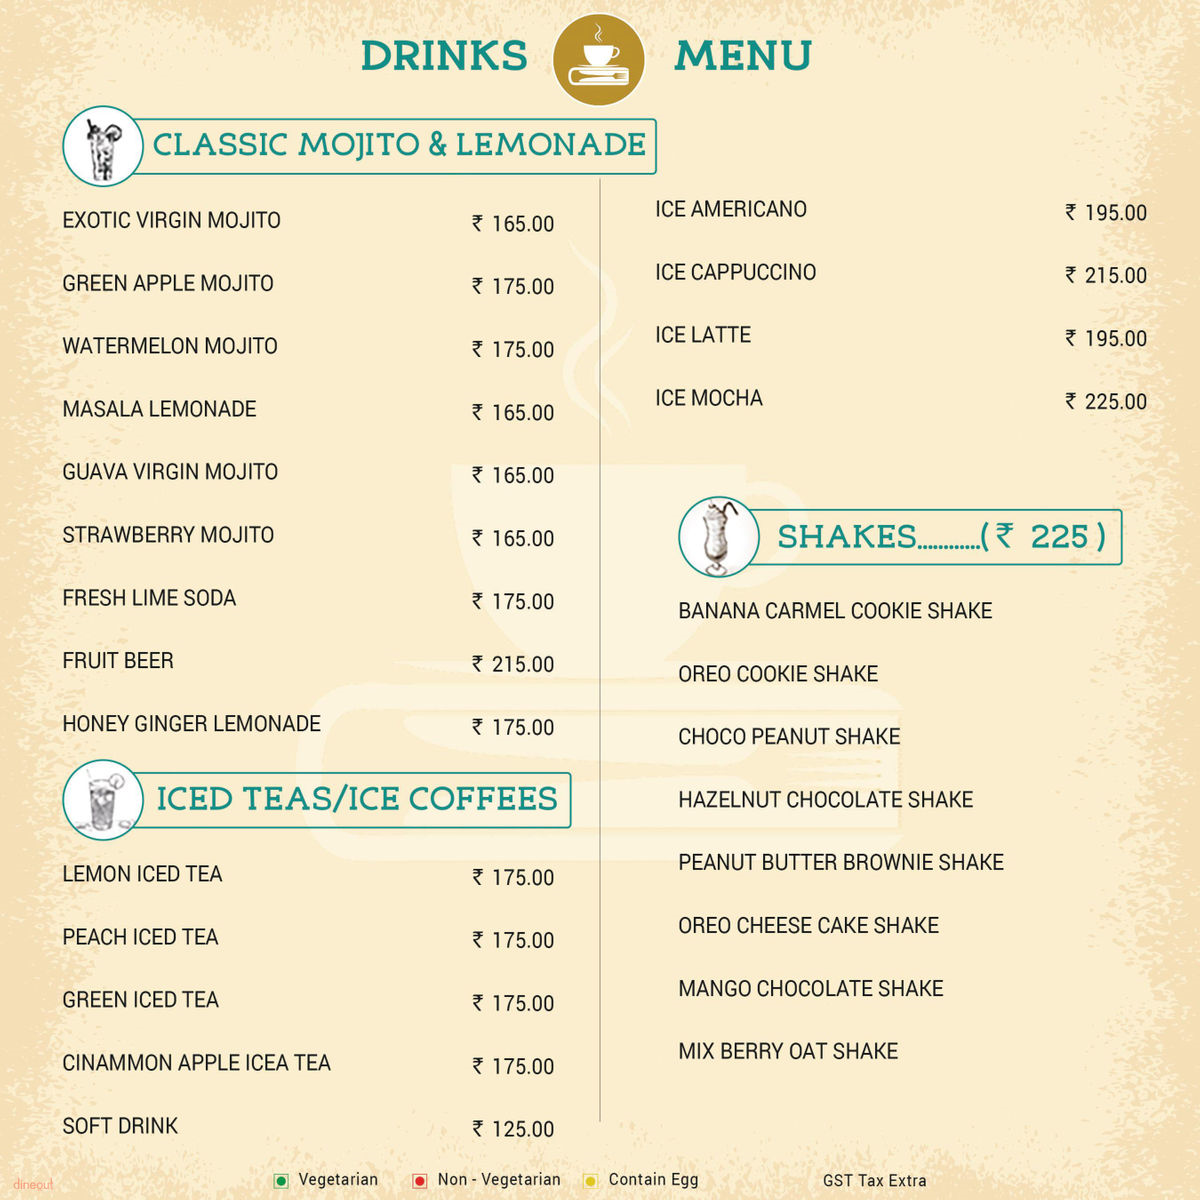 DRINKS MENU
CLASSIC MOJITO & LEMONADE
EXOTIC VIRGIN MOJITO ₹ 165.00
GREEN APPLE MOJITO ₹ 175.00
WATERMELON MOJITO ₹ 175.00
MASALA LEMONADE ₹ 165.00
GUAVA VIRGIN MOJITO ₹ 165.00
STRAWBERRY MOJITO ₹ 165.00
FRESH LIME SODA ₹ 175.00
FRUIT BEER ₹ 215.00
HONEY GINGER LEMONADE ₹ 175.00
ICED TEAS/ICE COFFEES
LEMON ICED TEA ₹ 175.00
PEACH ICED TEA ₹ 175.00
GREEN ICED TEA ₹ 175.00
CINAMMON APPLE ICEA TEA ₹ 175.00
SOFT DRINK ₹ 125.00
ICE AMERICANO ₹ 195.00
ICE CAPPUCCINO ₹ 215.00
ICE LATTE ₹ 195.00
ICE MOCHA ₹ 225.00
SHAKES............(₹ 225)
BANANA CARMEL COOKIE SHAKE
OREO COOKIE SHAKE
CHOCO PEANUT SHAKE
HAZELNUT CHOCOLATE SHAKE
PEANUT BUTTER BROWNIE SHAKE
OREO CHEESE CAKE SHAKE
MANGO CHOCOLATE SHAKE
MIX BERRY OAT SHAKE
Vegetarian Non - Vegetarian Contain Egg GST Tax Extra
dineout